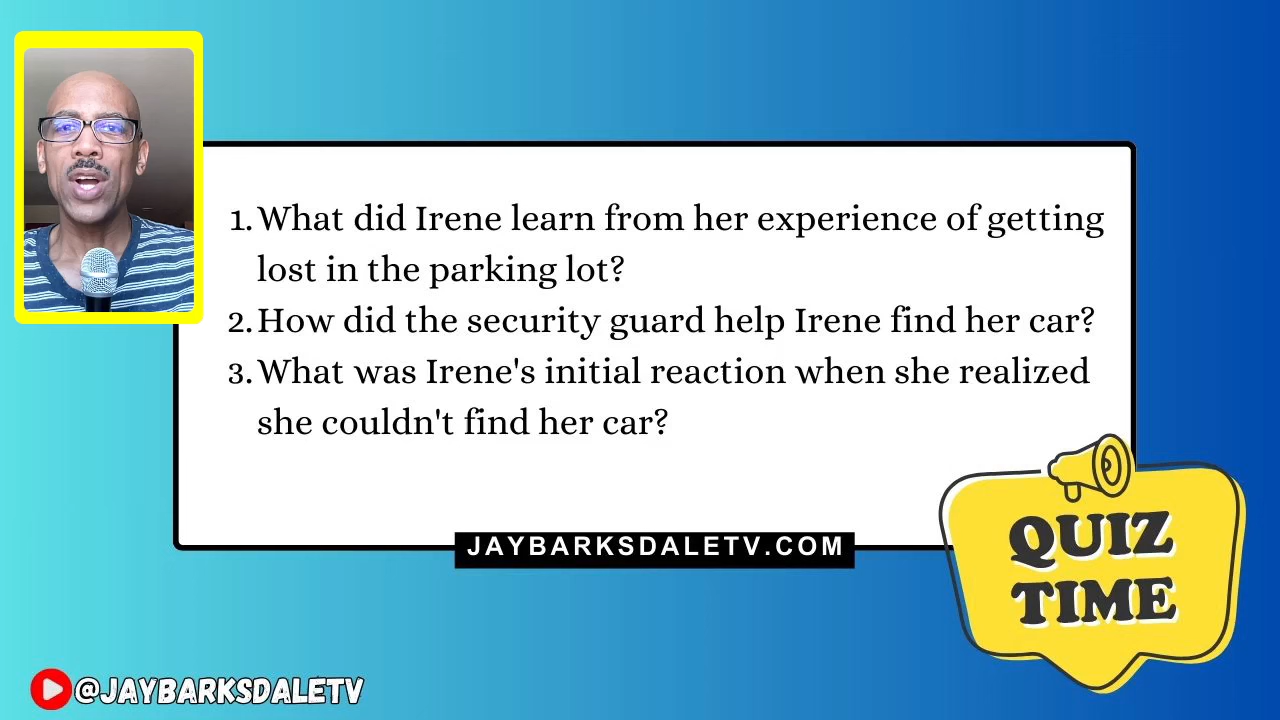 1. What did Irene learn from her experience of getting
lost in the parking lot?
2. How did the security guard help Irene find her car?
3. What was Irene's initial reaction when she realized
she couldn't find her car?
JAYBARKSDALETV.COM
QUIZ
TIME
@JAYBARKSDALETV